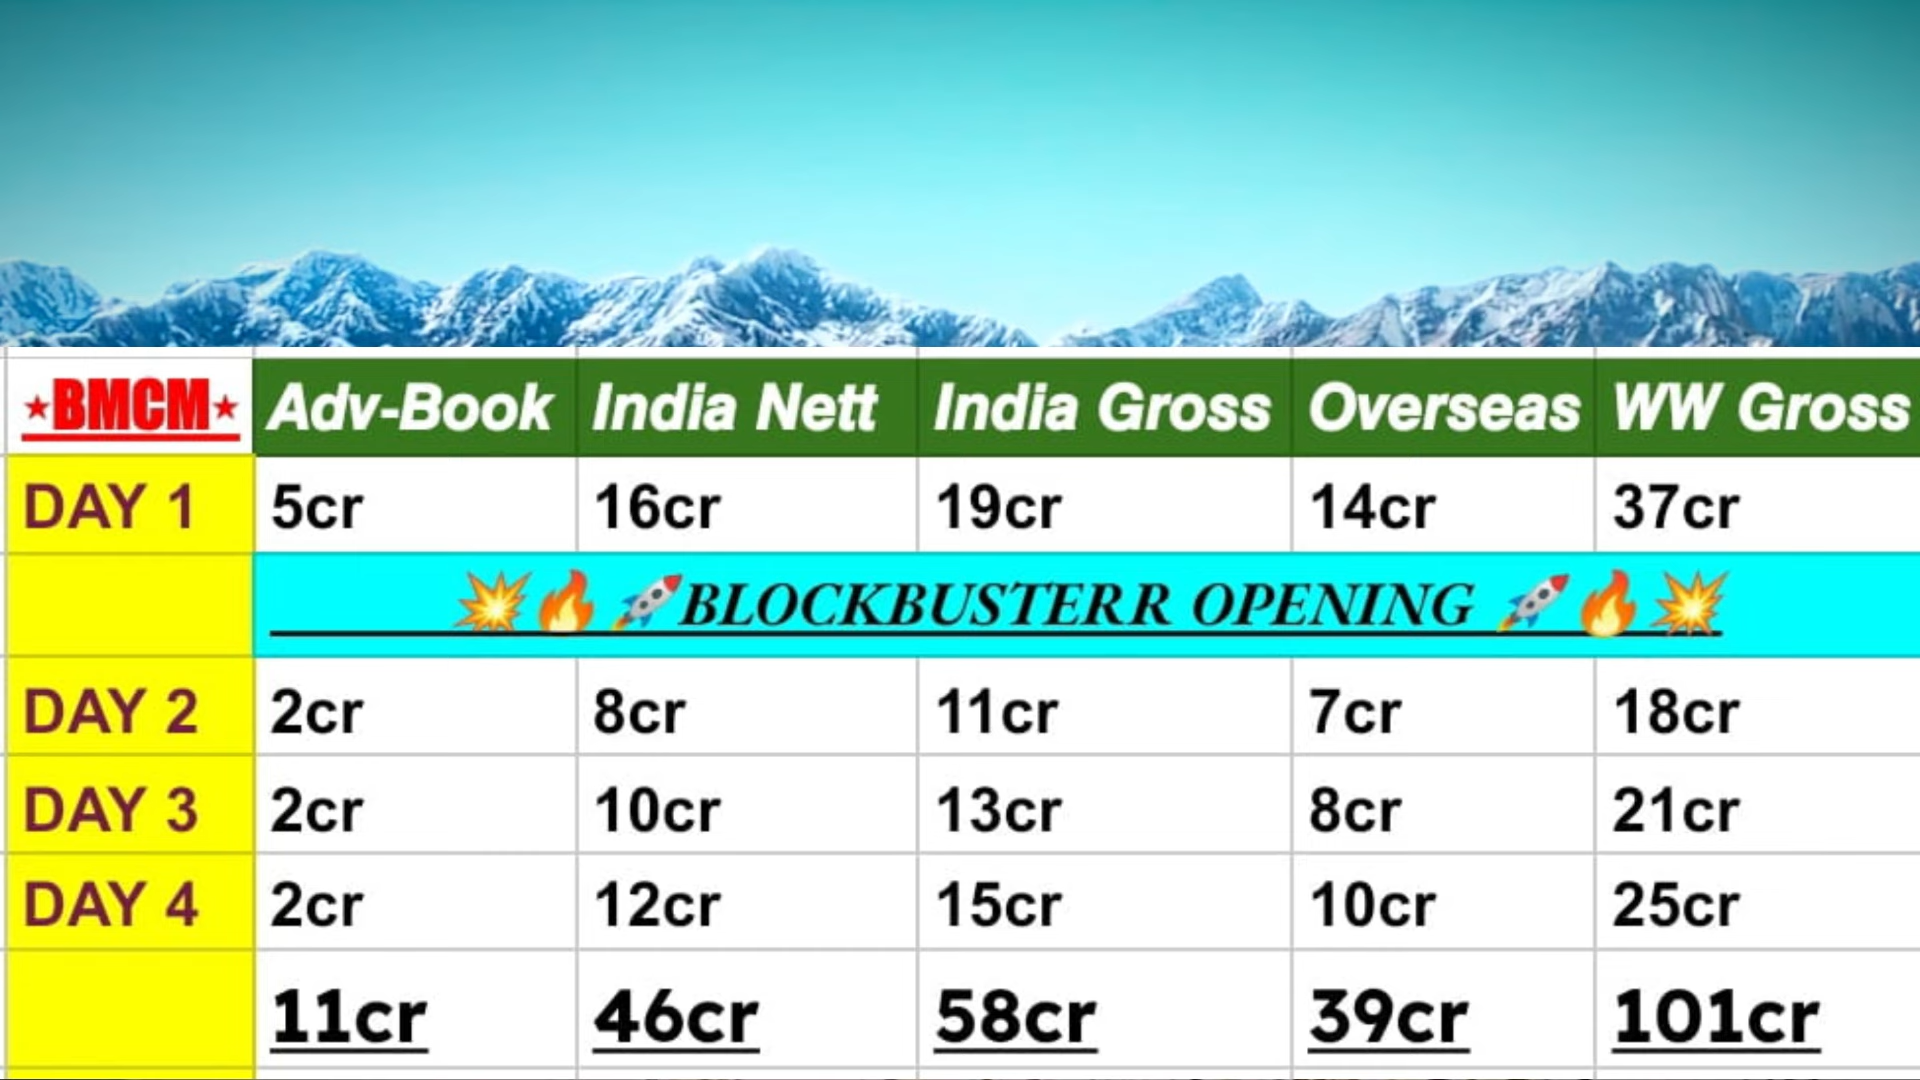 ★BMCM★ Adv-Book India Nett India Gross Overseas WW Gross
DAY 1 5cr 16cr 19cr 14cr 37cr
💥🔥🚀BLOCKBUSTERR OPENING 🚀🔥💥
DAY 2 2cr 8cr 11cr 7cr 18cr
DAY 3 2cr 10cr 13cr 8cr 21cr
DAY 4 2cr 12cr 15cr 10cr 25cr
11cr 46cr 58cr 39cr 101cr